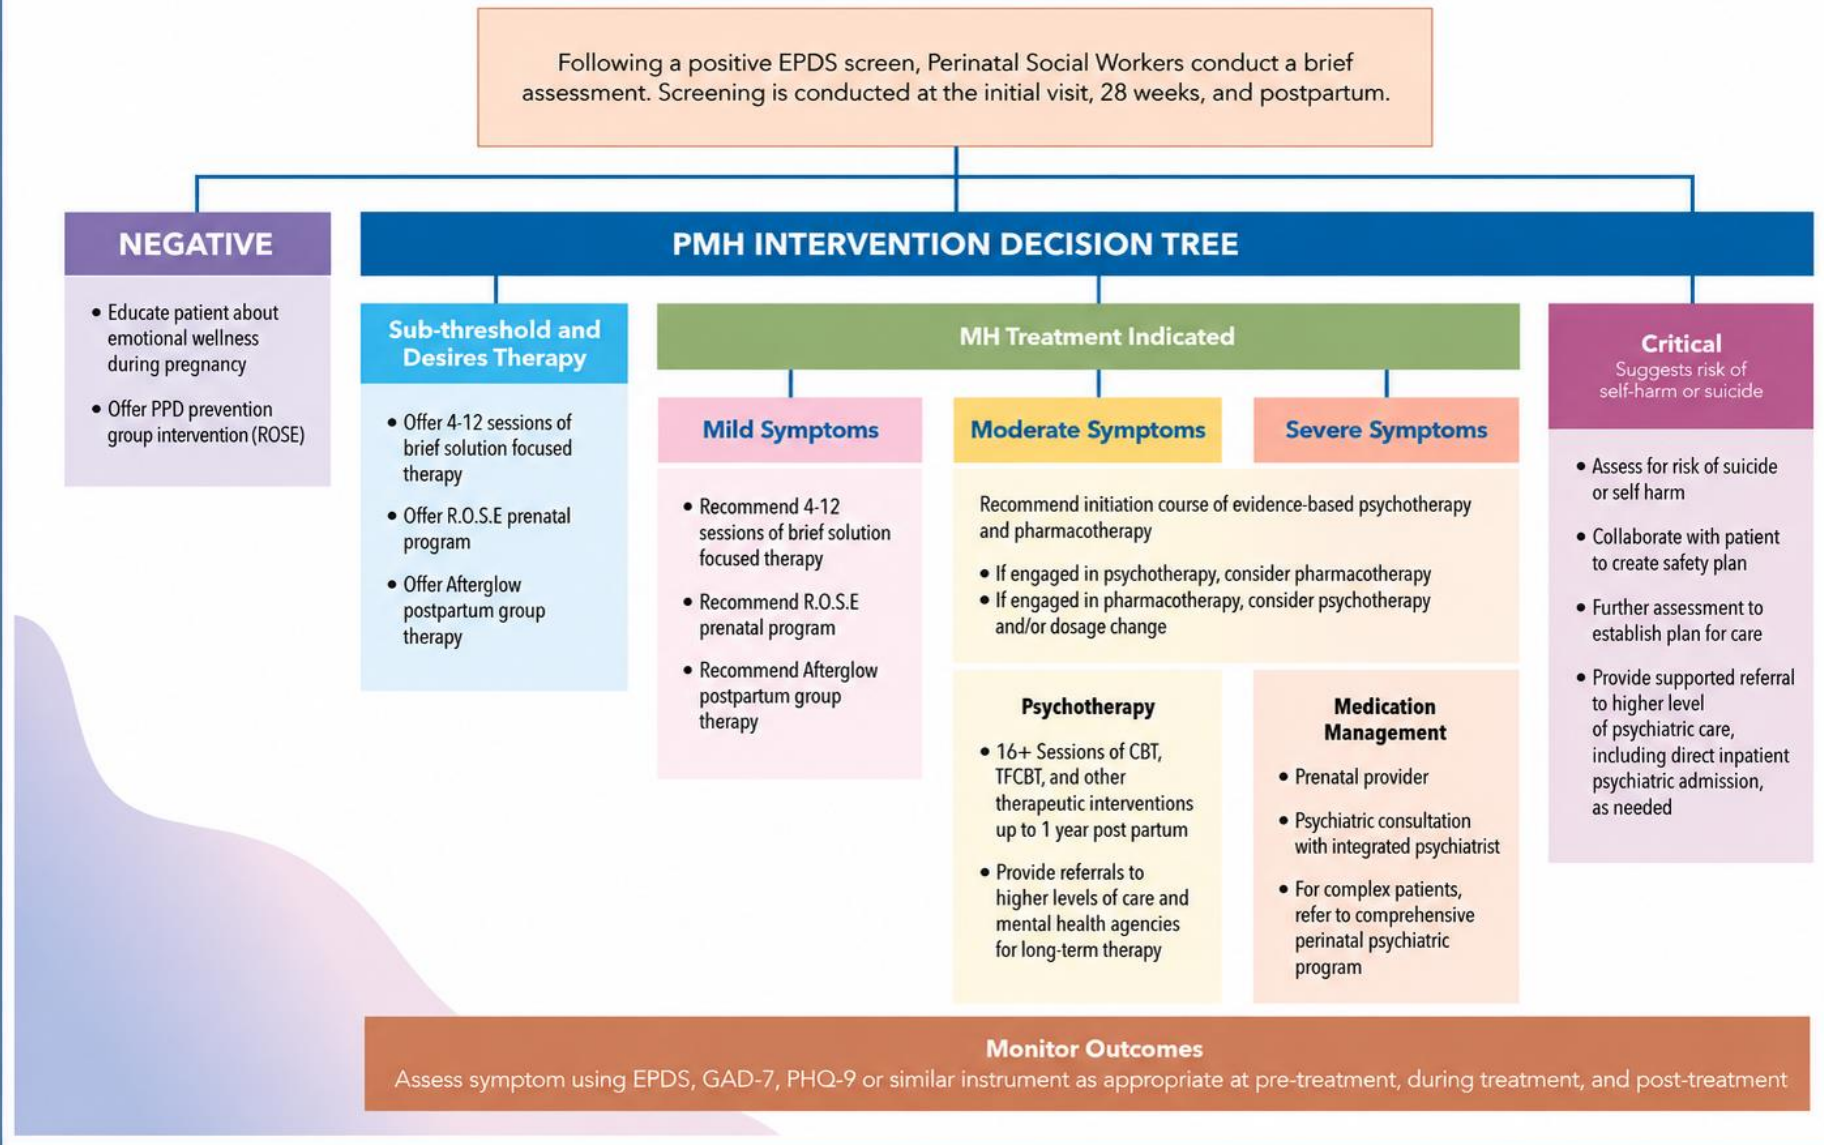 Following a positive EPDS screen, Perinatal Social Workers conduct a brief
assessment. Screening is conducted at the initial visit, 28 weeks, and postpartum.
NEGATIVE
• Educate patient about
emotional wellness
during pregnancy
• Offer PPD prevention
group intervention (ROSE)
PMH INTERVENTION DECISION TREE
Sub-threshold and
Desires Therapy
• Offer 4-12 sessions of
brief solution focused
therapy
• Offer R.O.S.E prenatal
program
• Offer Afterglow
postpartum group
therapy
MH Treatment Indicated
Mild Symptoms
• Recommend 4-12
sessions of brief solution
focused therapy
• Recommend R.O.S.E
prenatal program
• Recommend Afterglow
postpartum group
therapy
Moderate Symptoms
Severe Symptoms
Recommend initiation course of evidence-based psychotherapy
and pharmacotherapy
• If engaged in psychotherapy, consider pharmacotherapy
• If engaged in pharmacotherapy, consider psychotherapy
and/or dosage change
Psychotherapy
• 16+ Sessions of CBT,
TFCBT, and other
therapeutic interventions
up to 1 year post partum
• Provide referrals to
higher levels of care and
mental health agencies
for long-term therapy
Medication
Management
• Prenatal provider
• Psychiatric consultation
with integrated psychiatrist
• For complex patients,
refer to comprehensive
perinatal psychiatric
program
Critical
Suggests risk of
self-harm or suicide
• Assess for risk of suicide
or self harm
• Collaborate with patient
to create safety plan
• Further assessment to
establish plan for care
• Provide supported referral
to higher level
of psychiatric care,
including direct inpatient
psychiatric admission,
as needed
Monitor Outcomes
Assess symptom using EPDS, GAD-7, PHQ-9 or similar instrument as appropriate at pre-treatment, during treatment, and post-treatment